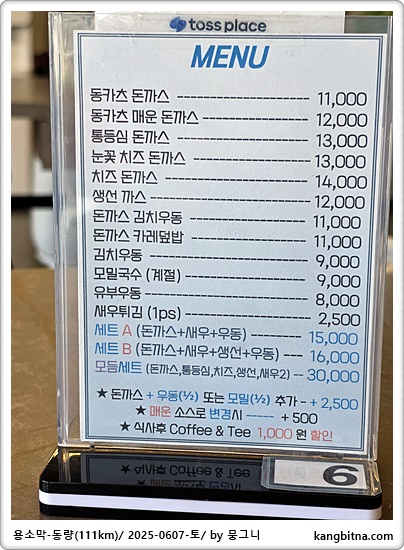 toss place
MENU
동카츠 돈까스 ------------------- 11,000
동카츠 매운 돈까스 --------------- 12,000
통등심 돈까스 ------------------- 13,000
눈꽃 치즈 돈까스 ---------------- 13,000
치즈 돈까스 --------------------- 14,000
생선 까스 ---------------------- 12,000
돈까스 김치우동 ----------------- 11,000
돈까스 카레덮밥 ----------------- 11,000
김치우동 ----------------------- 9,000
모밀국수 (계절) ----------------- 9,000
유부우동 ----------------------- 8,000
새우튀김 (1ps) ----------------- 2,500
세트 A (돈까스+새우+우동) -------- 15,000
세트 B (돈까스+새우+생선+우동) --- 16,000
모듬세트 (돈까스,통등심,치즈,생선,새우2) -- 30,000
★ 돈까스 + 우동(½) 또는 모밀(½) 추가 - + 2,500
★ 매운 소스로 변경시 ------ + 500
★ 식사후 Coffee & Tee 1,000 원 할인
6
용소막-동량(111km)/ 2025-0607-토/ by 뭉그니
kangbitna.com